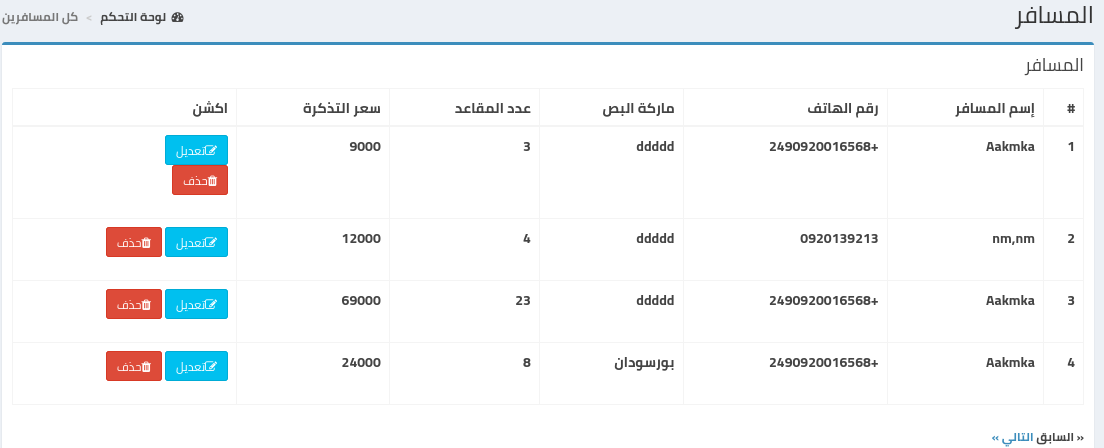 المسافر
لوحة التحكم > كل المسافرين
المسافر
# إسم المسافر رقم الهاتف ماركة البص عدد المقاعد سعر التذكرة اكشن
1 Aakmka +2490920016568 ddddd 3 9000 تعديل
حذف
2 nm,nm 0920139213 ddddd 4 12000 تعديل حذف
3 Aakmka +2490920016568 ddddd 23 69000 تعديل حذف
4 Aakmka +2490920016568 بورسودان 8 24000 تعديل حذف
« السابق التالي »